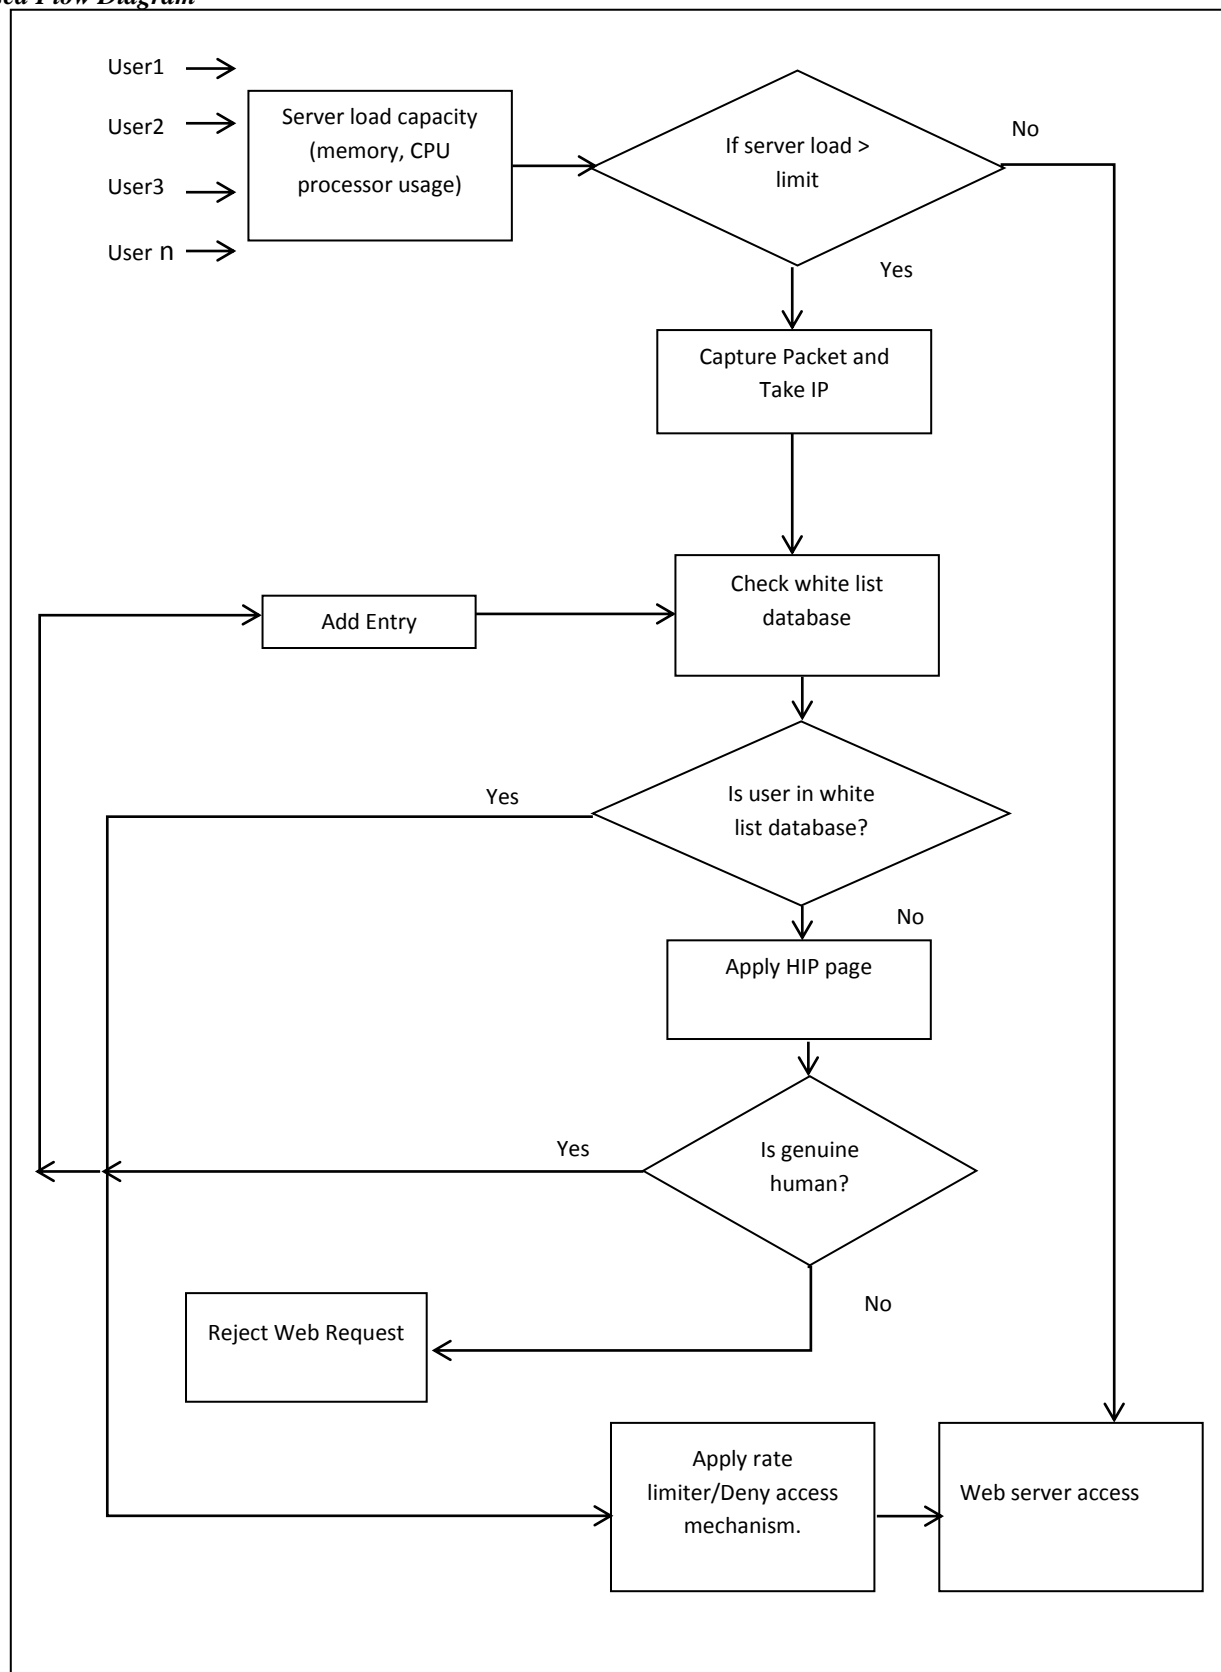 Flow Diagram
User1
User2
User3
User n
Server load capacity
(memory, CPU
processor usage)
If server load >
limit
No
Yes
Capture Packet and
Take IP
Check white list
database
Add Entry
Is user in white
list database?
Yes
No
Apply HIP page
Is genuine
human?
Yes
No
Reject Web Request
Apply rate
limiter/Deny access
mechanism.
Web server access